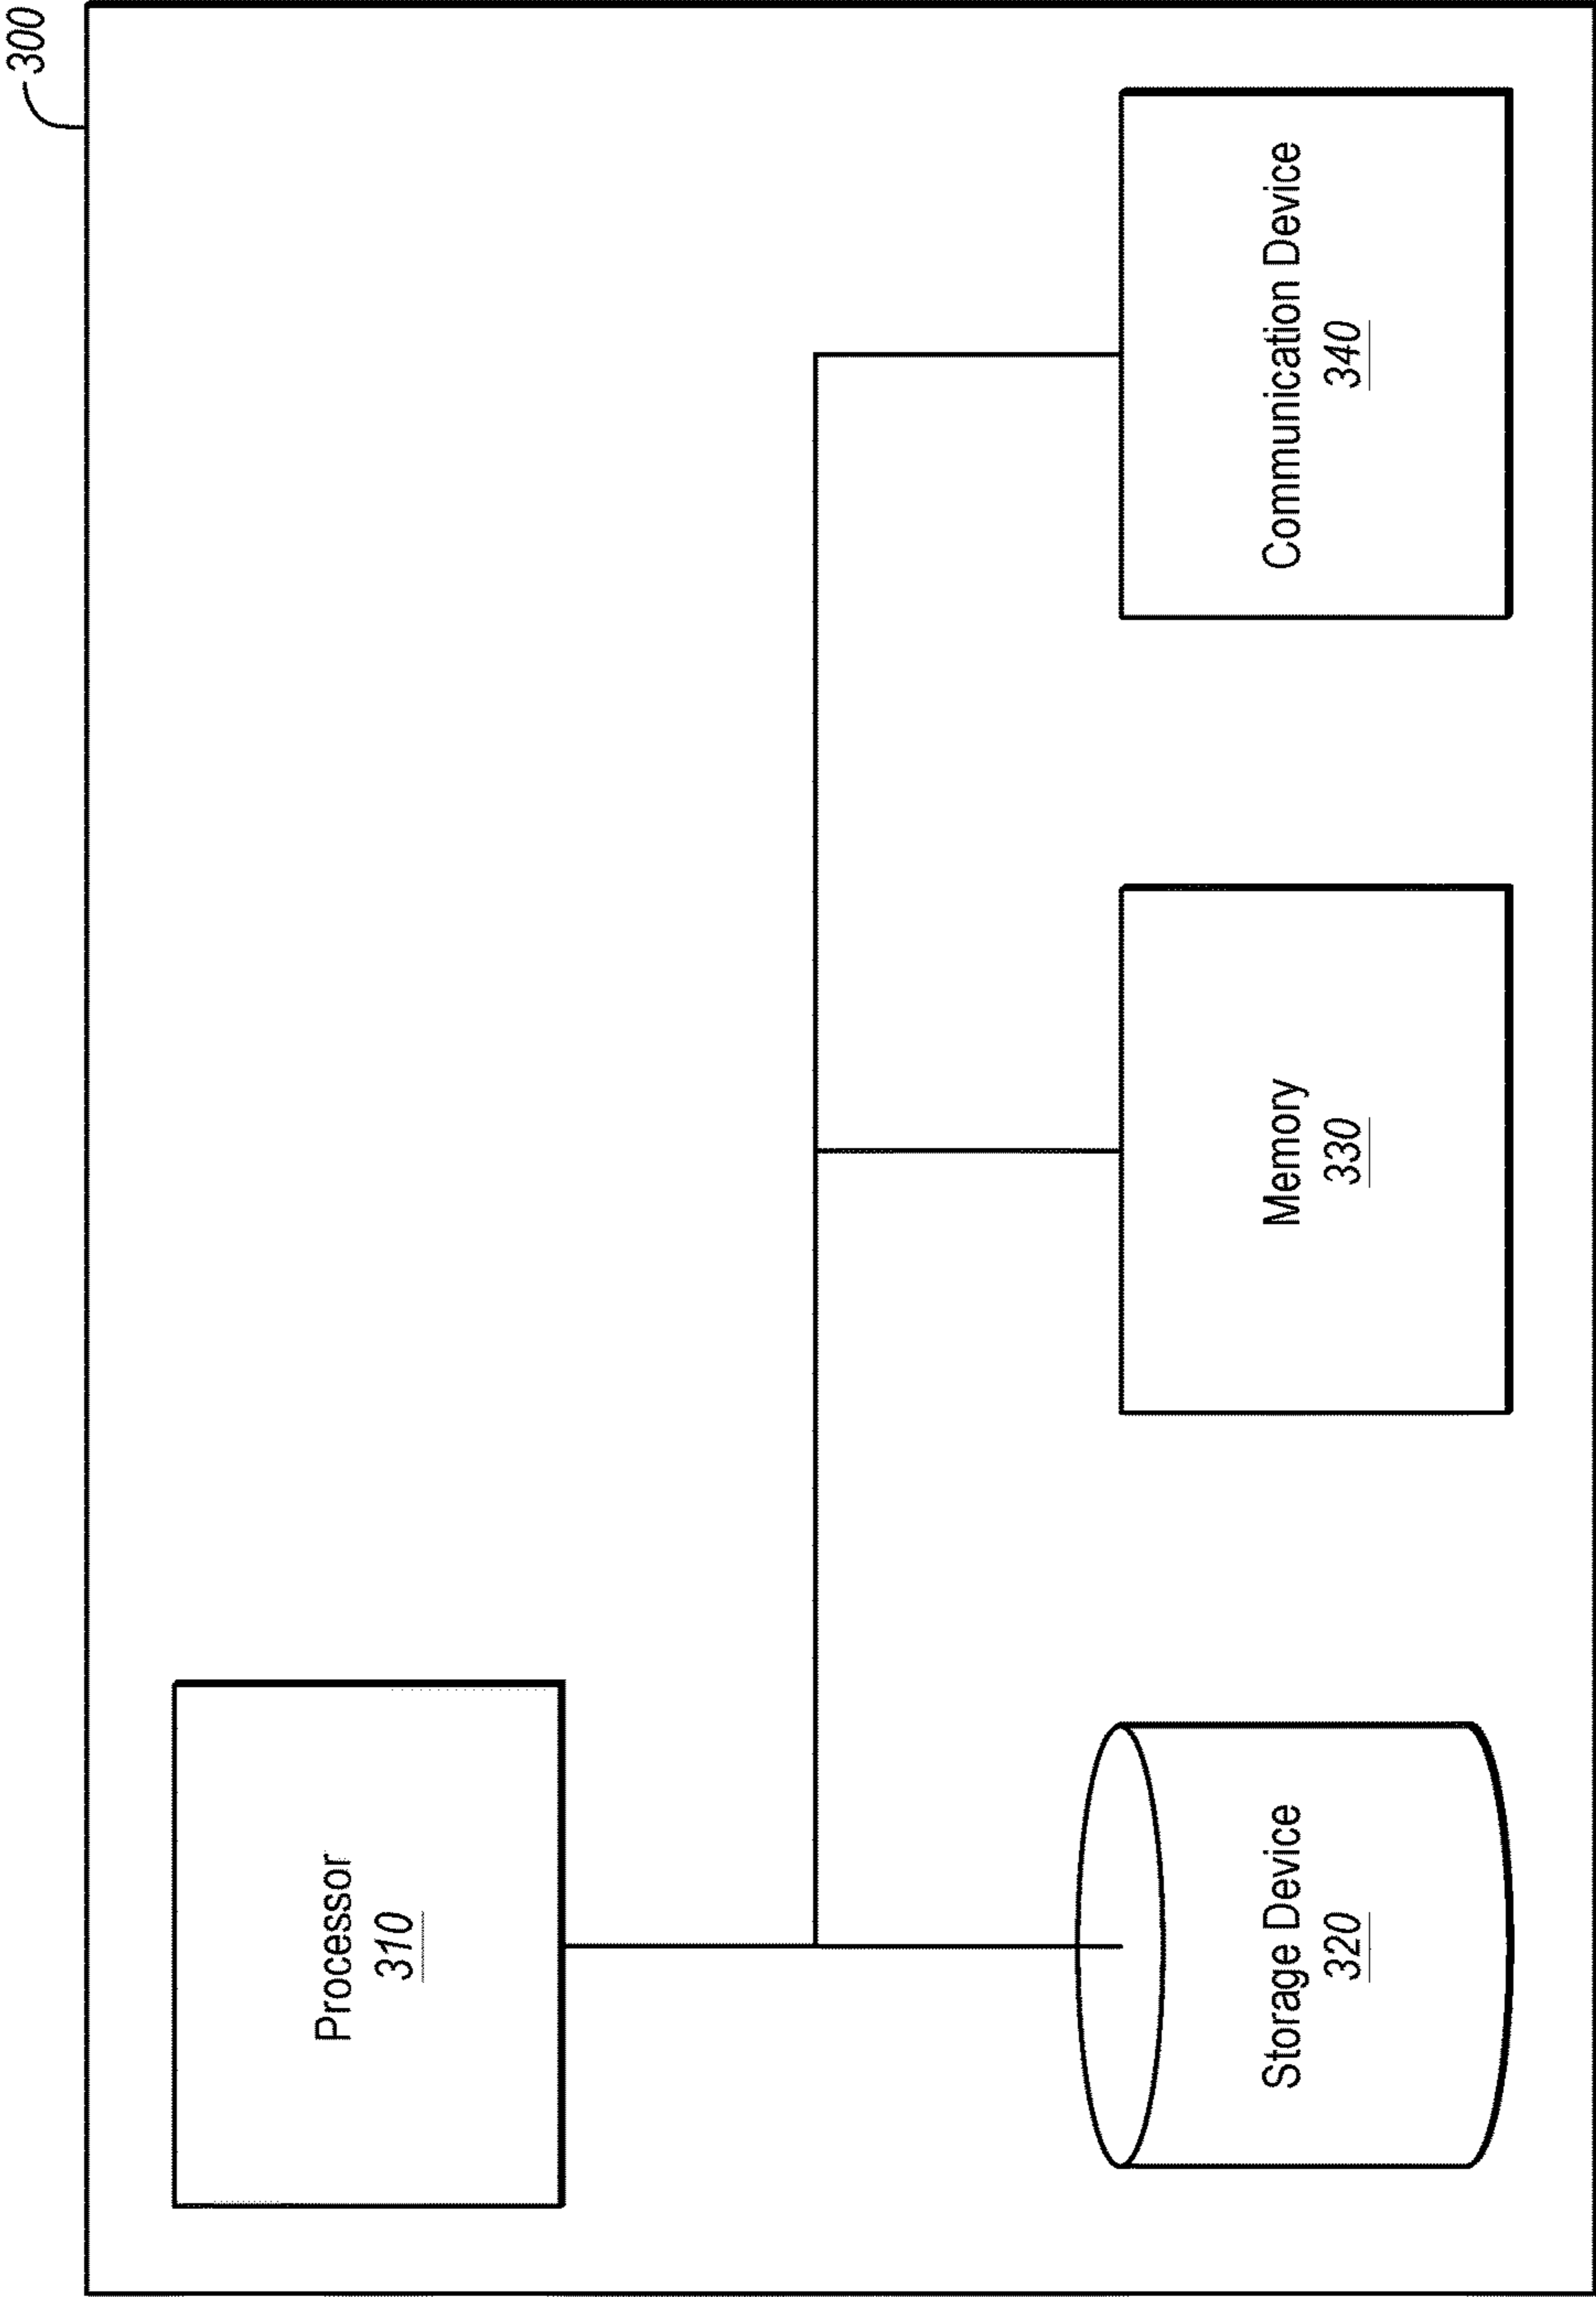 300
Processor
310
Storage Device
320
Memory
330
Communication Device
340